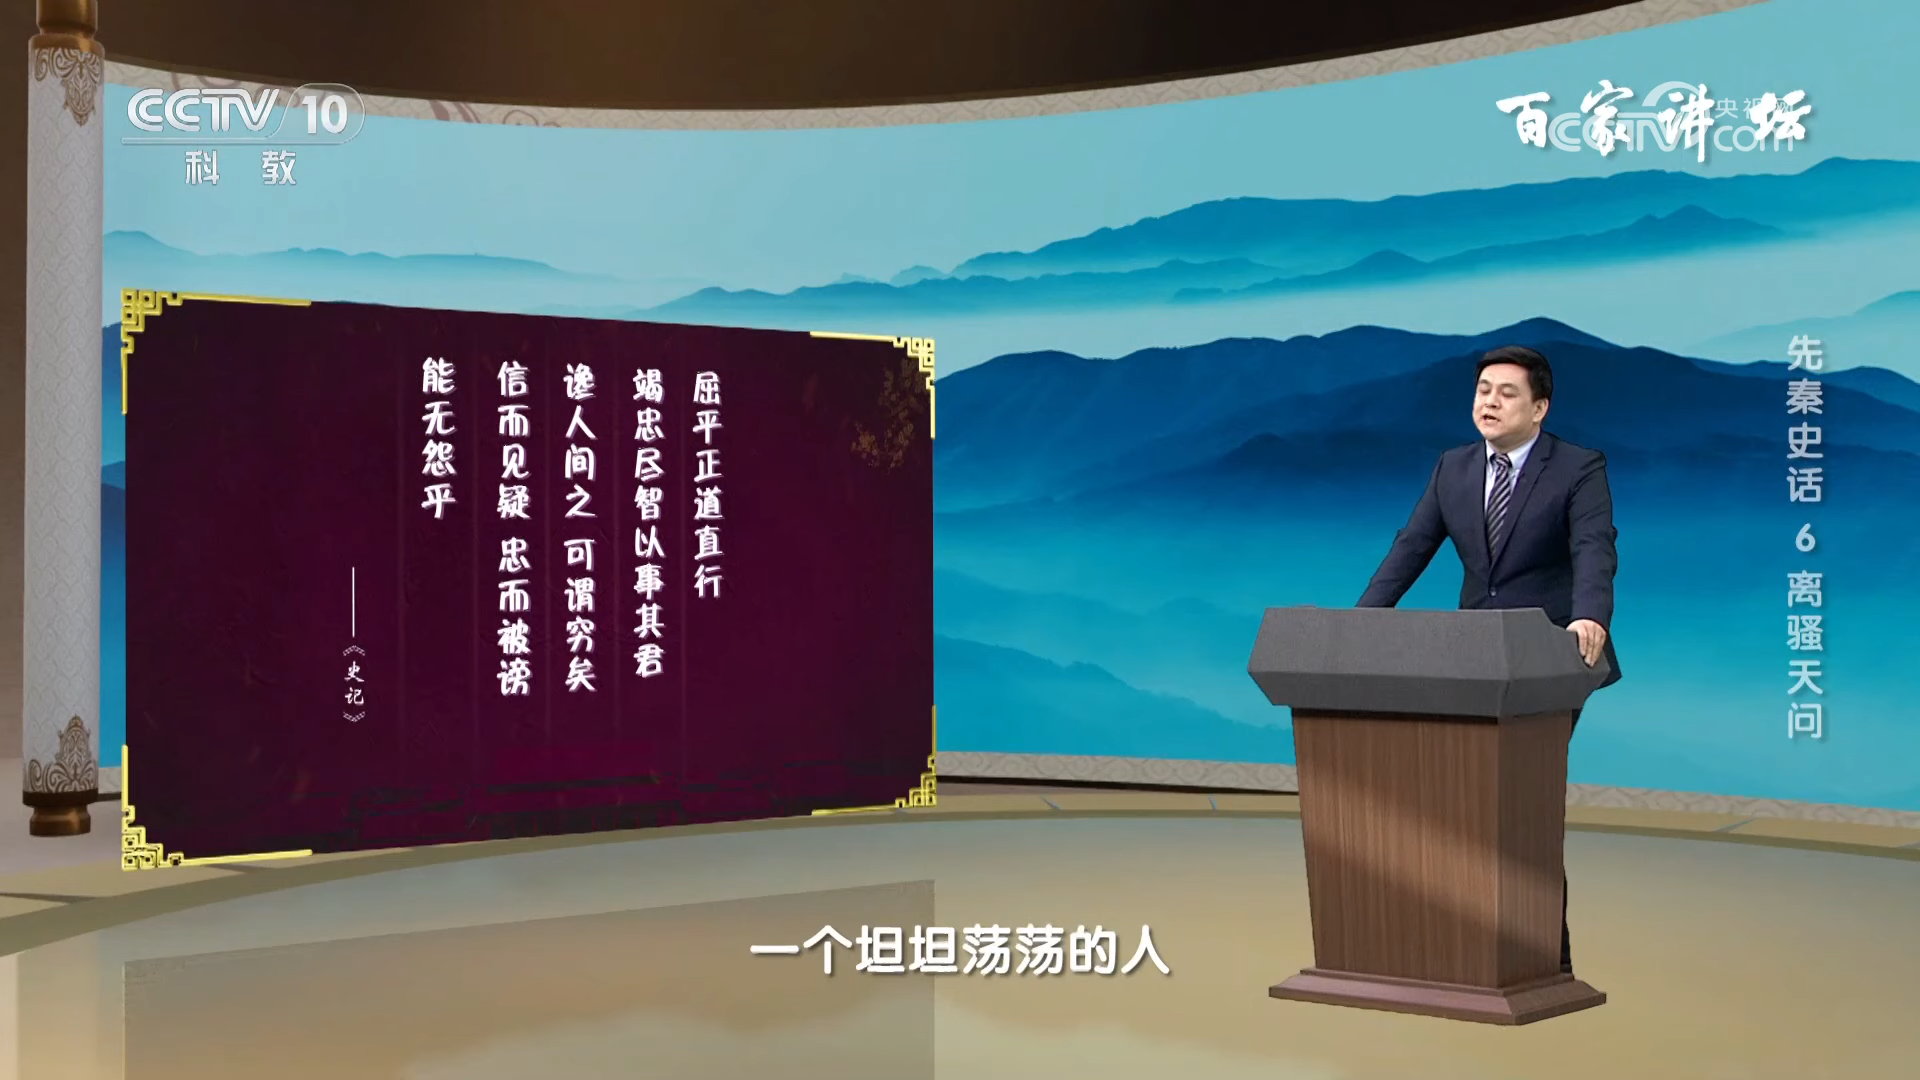 CCTV 10
科教
百家讲坛
央视网
CCTV.com
屈平正道直行
竭忠尽智以事其君
谗人间之 可谓穷矣
信而见疑 忠而被谤
能无怨乎
——《史记》
先秦史话 6 离骚天问
一个坦坦荡荡的人